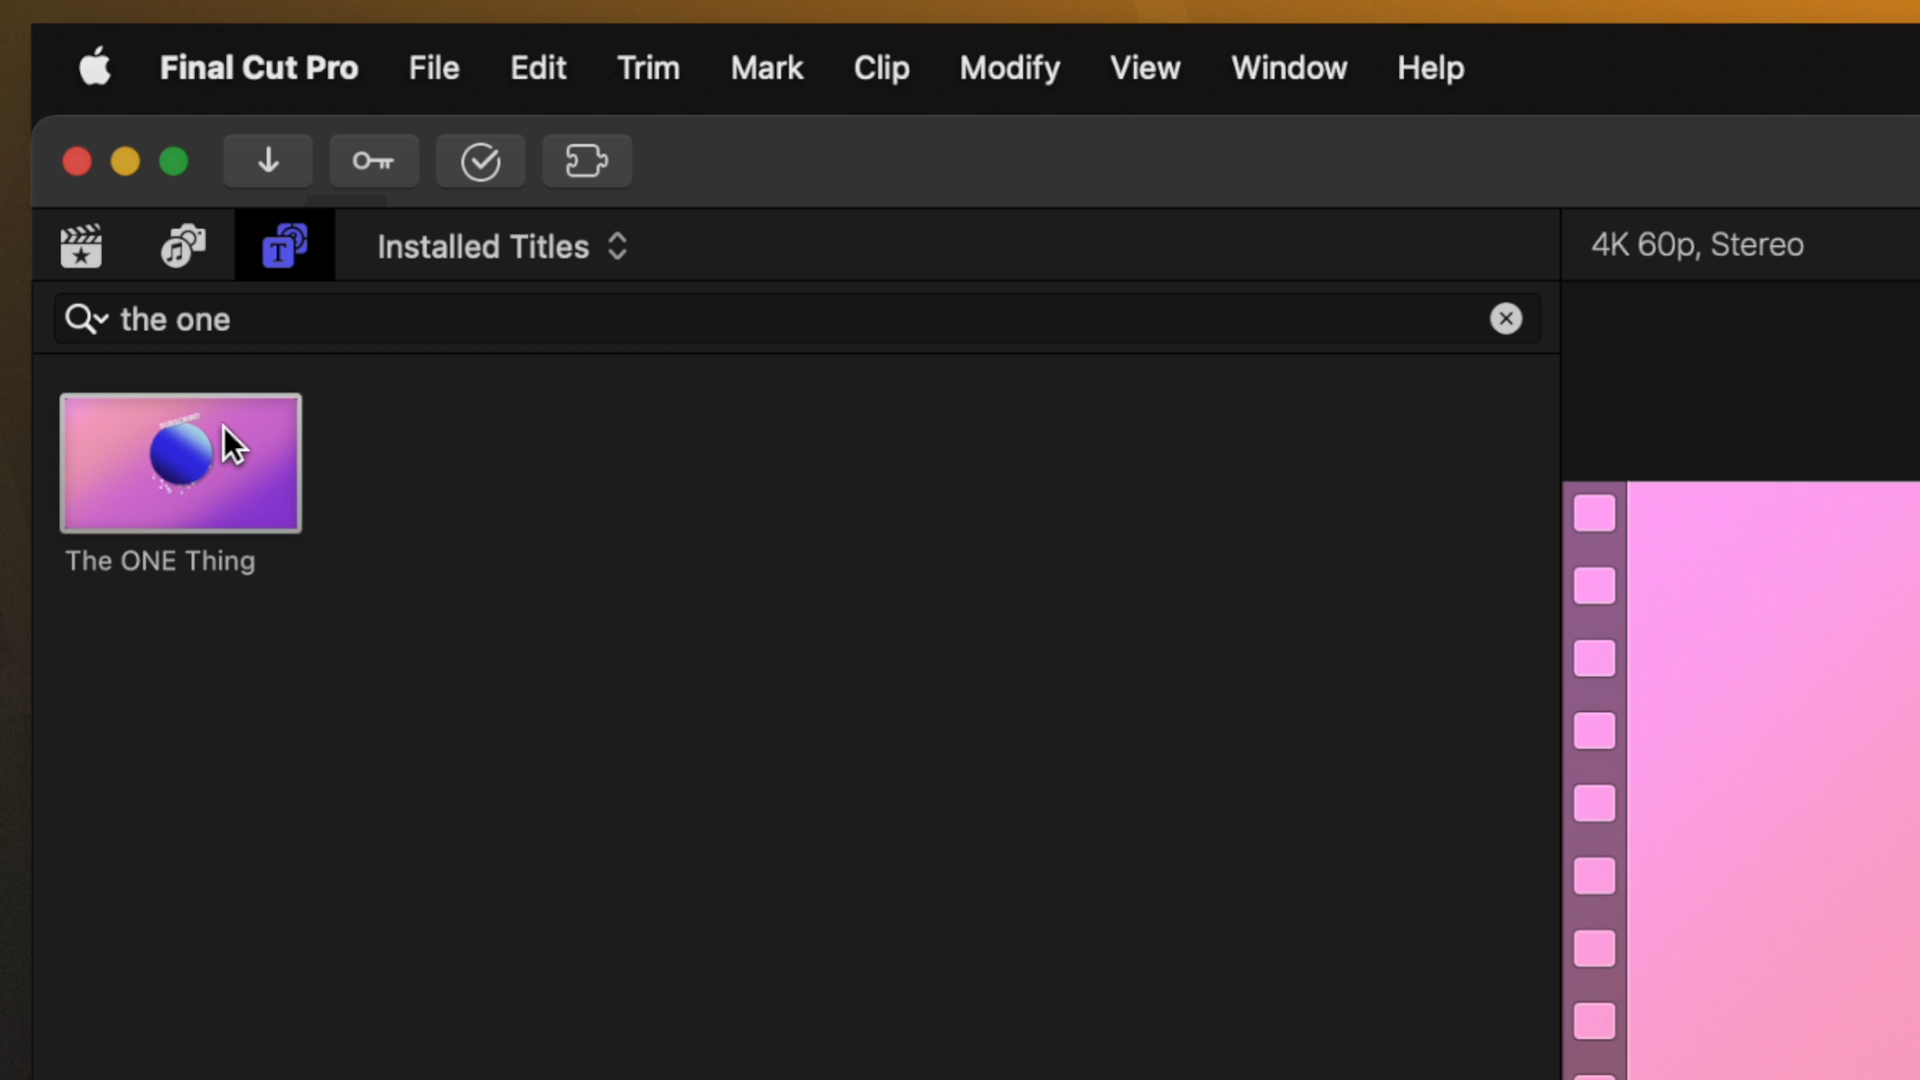 Final Cut Pro File Edit Trim Mark Clip Modify View Window Help
Installed Titles
4K 60p, Stereo
the one
The ONE Thing